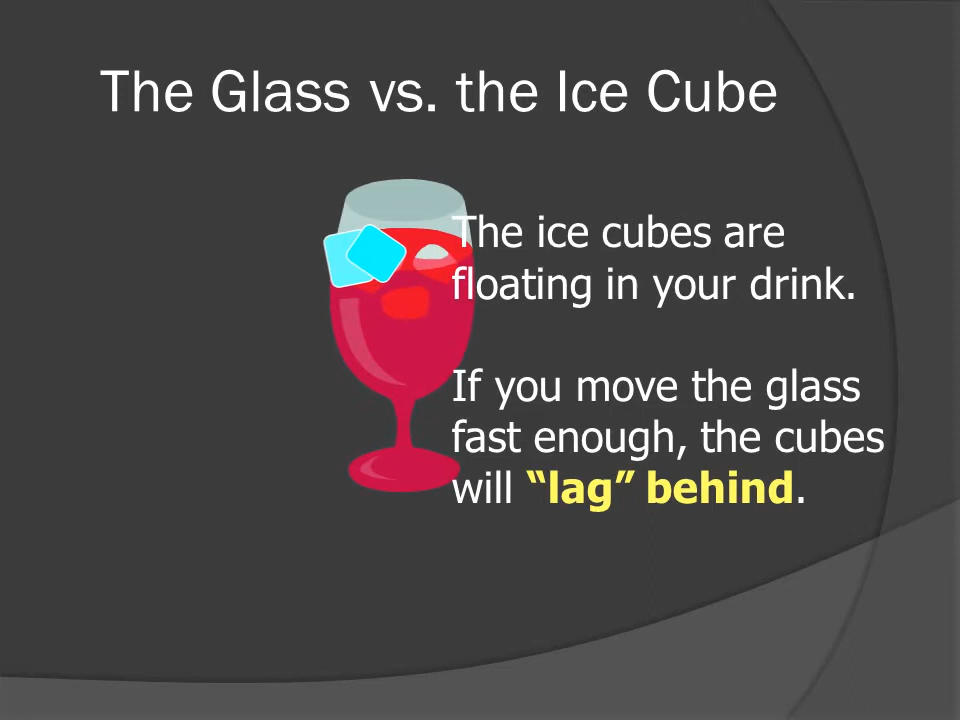 The Glass vs. the Ice Cube
The ice cubes are
floating in your drink.
If you move the glass
fast enough, the cubes
will “lag” behind.